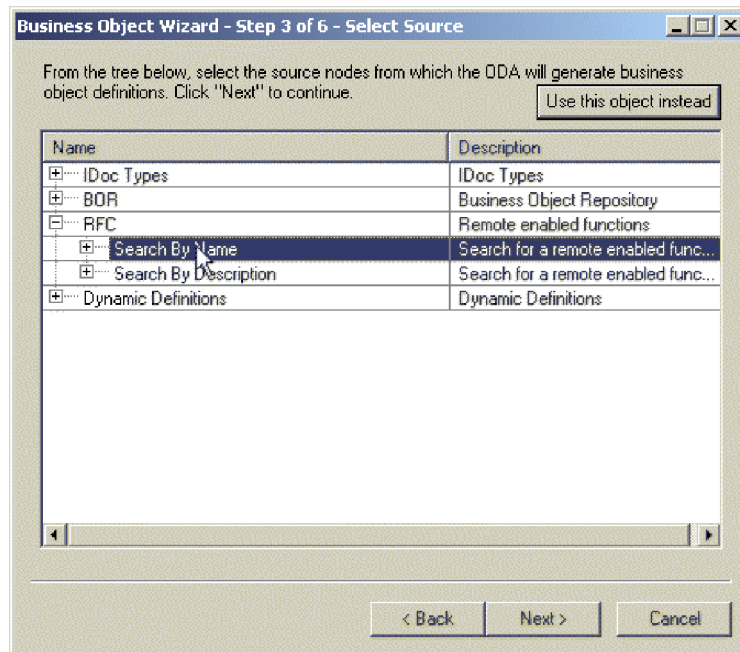 Business Object Wizard - Step 3 of 6 - Select Source
From the tree below, select the source nodes from which the ODA will generate business
object definitions. Click "Next" to continue.
Use this object instead
Name Description
IDoc Types IDoc Types
BOR Business Object Repository
RFC Remote enabled functions
Search By Name Search for a remote enabled func...
Search By Description Search for a remote enabled func...
Dynamic Definitions Dynamic Definitions
< Back Next > Cancel